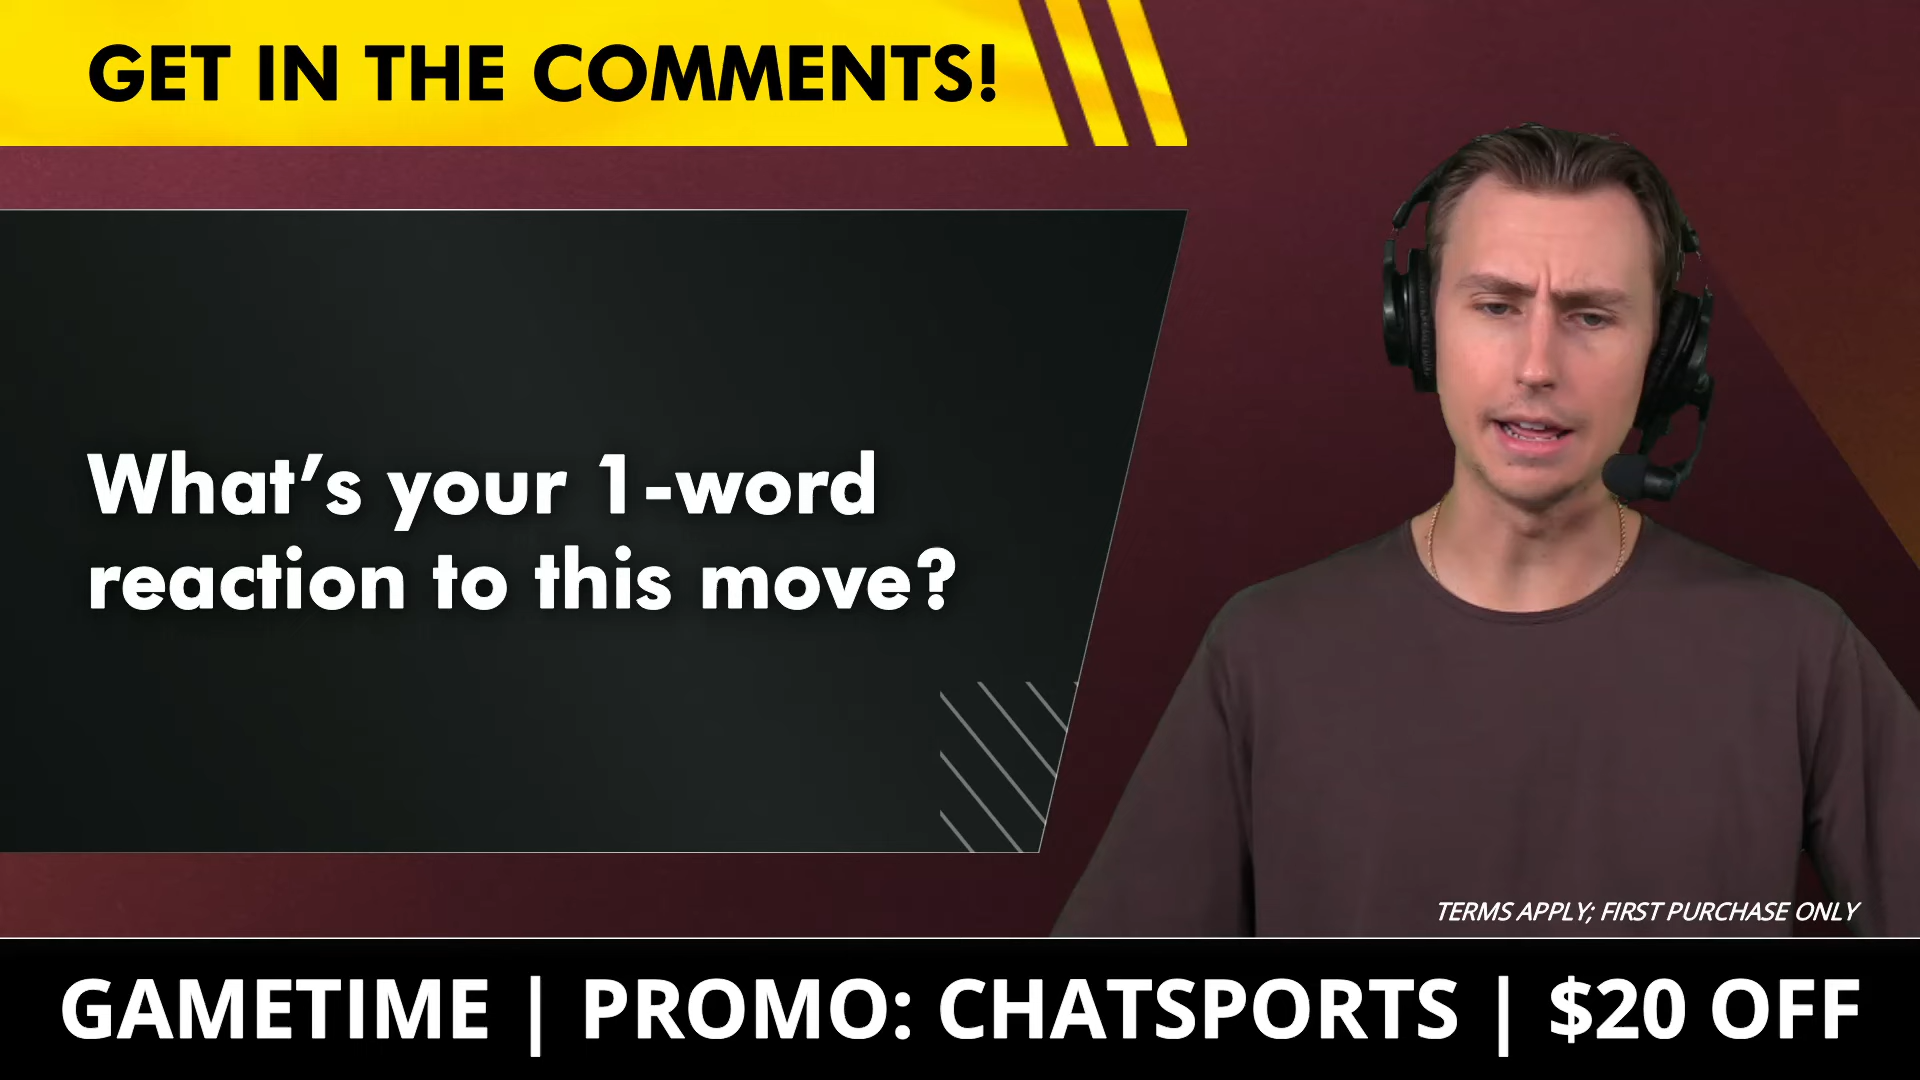 GET IN THE COMMENTS!
What's your 1-word
reaction to this move?
TERMS APPLY; FIRST PURCHASE ONLY
GAMETIME | PROMO: CHATSPORTS | $20 OFF